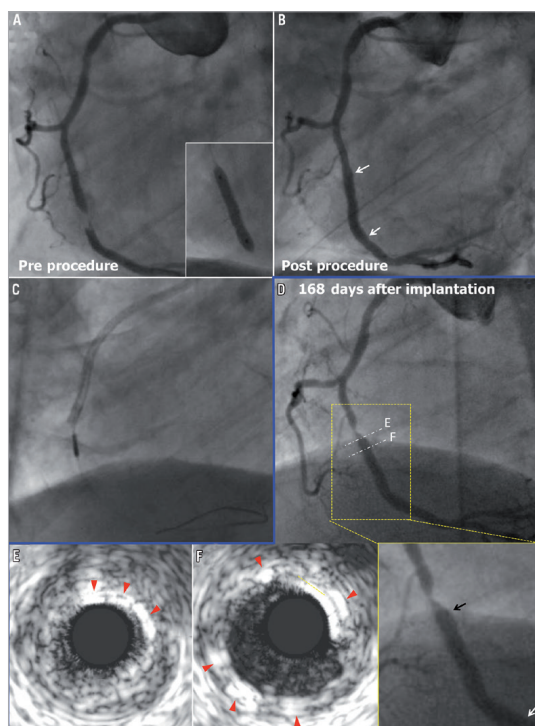 A
B
Pre procedure
Post procedure
C
D
168 days after implantation
E
F
E
F